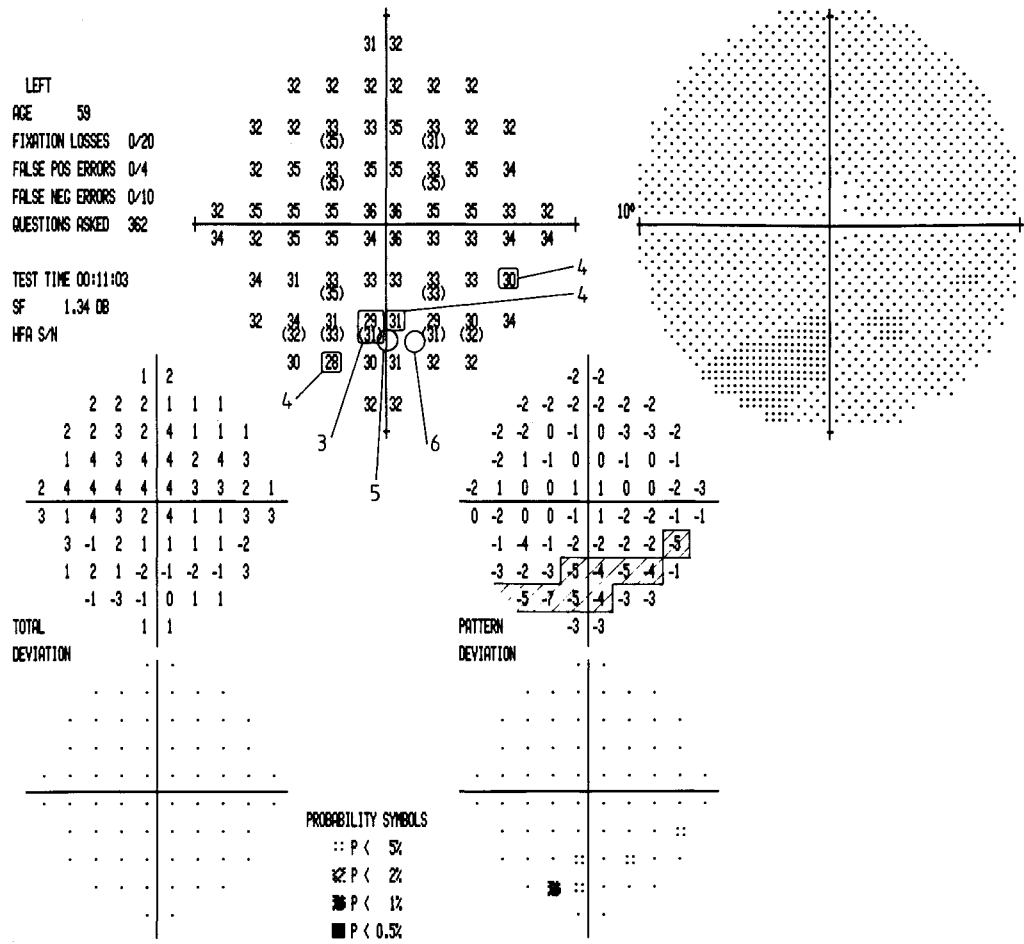 31 32
LEFT
32 32 32 32 32 32
AGE 59
32 32 33 33 35 33 32 32
FIXATION LOSSES 0/20
(35) (31)
FALSE POS ERRORS 0/4
32 35 33 35 35 35 35 34
(35) (35)
FALSE NEG ERRORS 0/10
QUESTIONS ASKED 362
32 35 35 35 36 36 35 35 33 32
10°
34 32 35 35 34 36 33 33 34 34
TEST TIME 00:11:03
34 31 33 33 33 33 33 30 4
(35) (33)
SF 1.34 DB
4
HFA S/N
32 34 31 29 31 29 30 34
(32) (33) (31) (31) (32)
30 28 30 31 32 32
4
32 32
3
6
5
1 2
2 2 2 1 1 1
2 2 3 2 4 1 1 1
1 4 3 4 4 2 4 3
2 4 4 4 4 4 3 3 2 1
3 1 4 3 2 4 1 1 3 3
3 -1 2 1 1 1 1 -2
1 2 1 -2 -1 -2 -1 3
-1 -3 -1 0 1 1
1 1
TOTAL
DEVIATION
-2 -2
-2 -2 -2 -2 -2 -2
-2 -2 0 -1 0 -3 -3 -2
-2 1 -1 0 0 -1 0 -1
-2 1 0 0 1 1 0 0 -2 -3
0 -2 0 0 -1 1 -2 -2 -1 -1
-1 -4 -1 -2 -2 -2 -2 -5
-3 -2 -3 -5 -4 -5 -4 -1
-5 -7 -5 -4 -3 -3
-3 -3
PATTERN
DEVIATION
PROBABILITY SYMBOLS
P < 5%
P < 2%
P < 1%
P < 0.5%